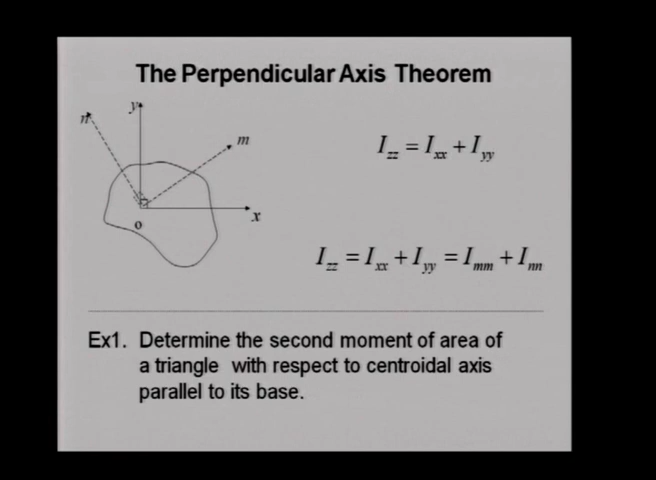 The Perpendicular Axis Theorem
n
y
m
x
o
I_zz = I_xx + I_yy
I_zz = I_xx + I_yy = I_mm + I_nn
Ex1. Determine the second moment of area of
a triangle with respect to centroidal axis
parallel to its base.